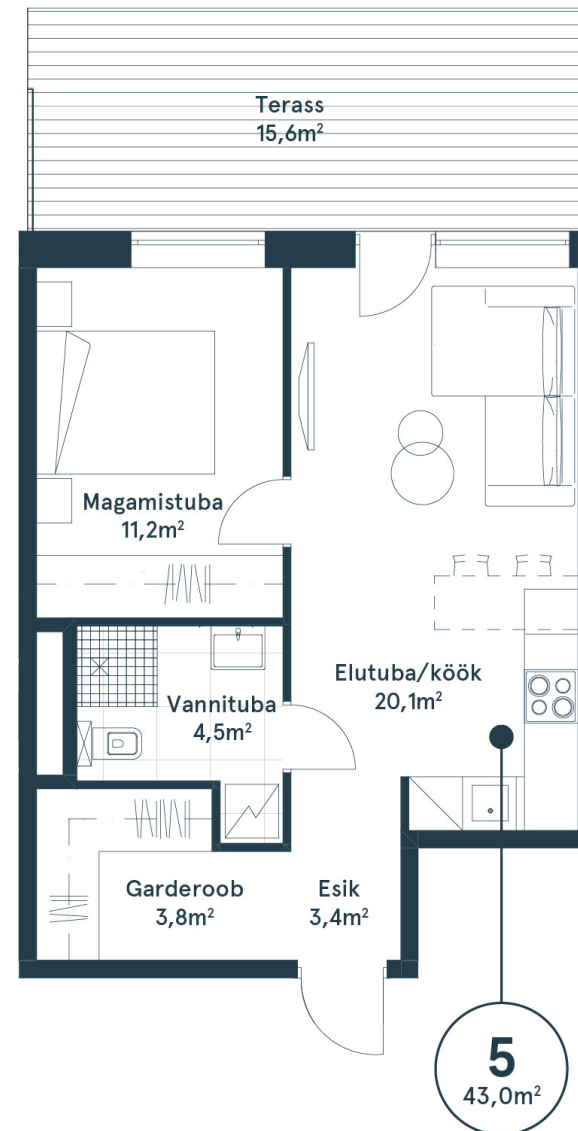 Terass
15,6m²
Magamistuba
11,2m²
Elutuba/köök
20,1m²
Vannituba
4,5m²
Garderoob
3,8m²
Esik
3,4m²
5
43,0m²